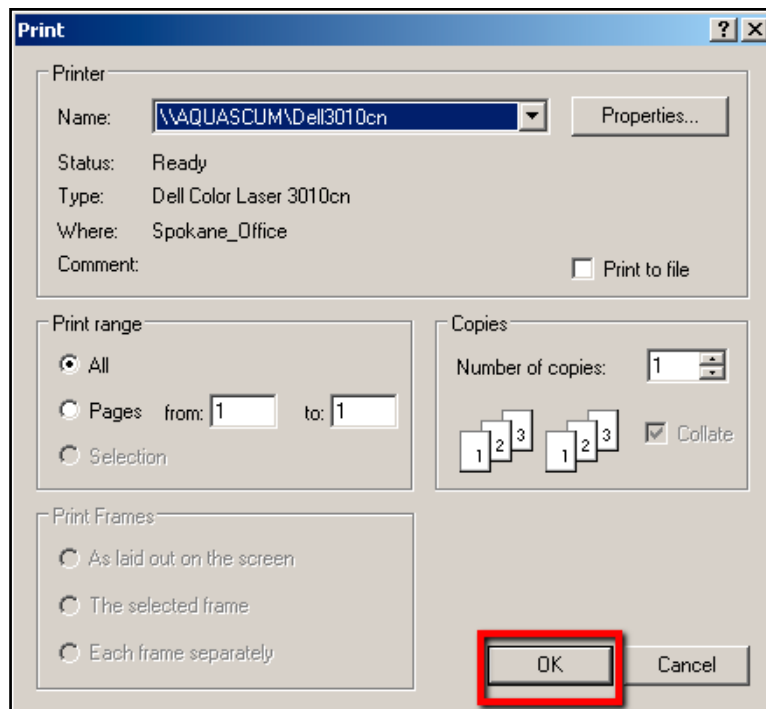 Print
Printer
Name: \\AQUASCUM\Dell3010cn Properties...
Status: Ready
Type: Dell Color Laser 3010cn
Where: Spokane_Office
Comment: Print to file
Print range
All
Pages from: 1 to: 1
Selection
Copies
Number of copies: 1
1 2 3 1 2 3 Collate
Print Frames
As laid out on the screen
The selected frame
Each frame separately
OK Cancel